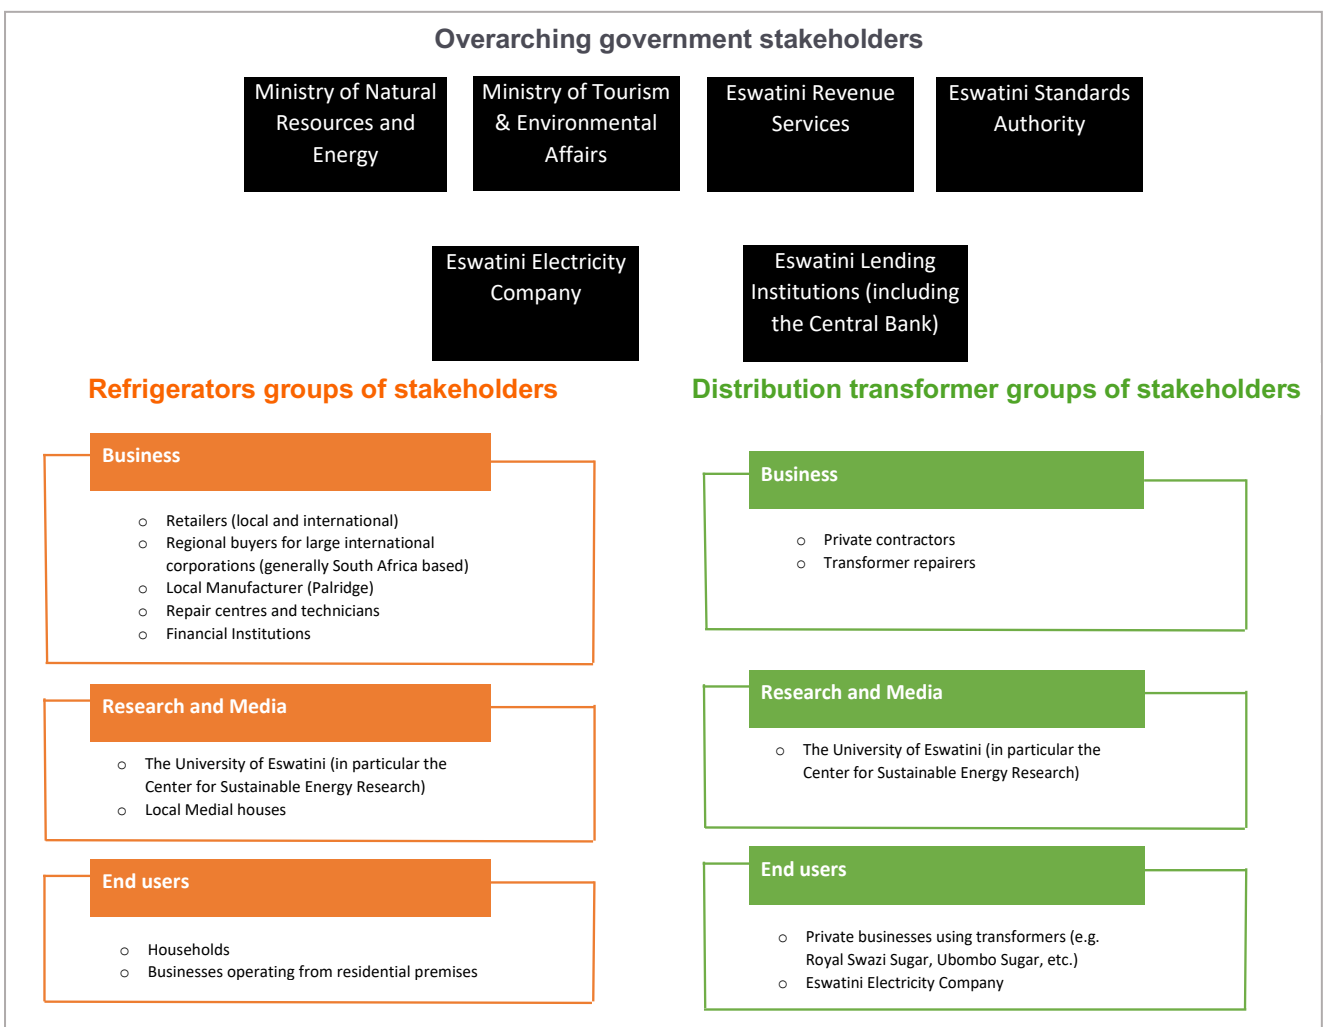 Overarching government stakeholders
Ministry of Natural
Resources and
Energy
Ministry of Tourism
& Environmental
Affairs
Eswatini Revenue
Services
Eswatini Standards
Authority
Eswatini Electricity
Company
Eswatini Lending
Institutions (including
the Central Bank)
Refrigerators groups of stakeholders
Business
○ Retailers (local and international)
○ Regional buyers for large international
corporations (generally South Africa based)
○ Local Manufacturer (Palridge)
○ Repair centres and technicians
○ Financial Institutions
Research and Media
○ The University of Eswatini (in particular the
Center for Sustainable Energy Research)
○ Local Medial houses
End users
○ Households
○ Businesses operating from residential premises
Distribution transformer groups of stakeholders
Business
○ Private contractors
○ Transformer repairers
Research and Media
○ The University of Eswatini (in particular the
Center for Sustainable Energy Research)
End users
○ Private businesses using transformers (e.g.
Royal Swazi Sugar, Ubombo Sugar, etc.)
○ Eswatini Electricity Company